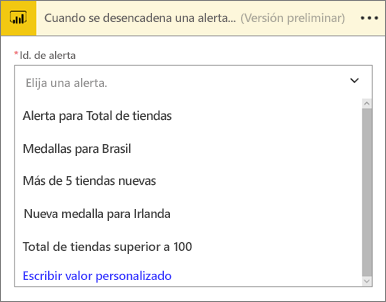 Cuando se desencadena una alerta... (Versión preliminar)
*Id. de alerta
Elija una alerta.
Alerta para Total de tiendas
Medallas para Brasil
Más de 5 tiendas nuevas
Nueva medalla para Irlanda
Total de tiendas superior a 100
Escribir valor personalizado